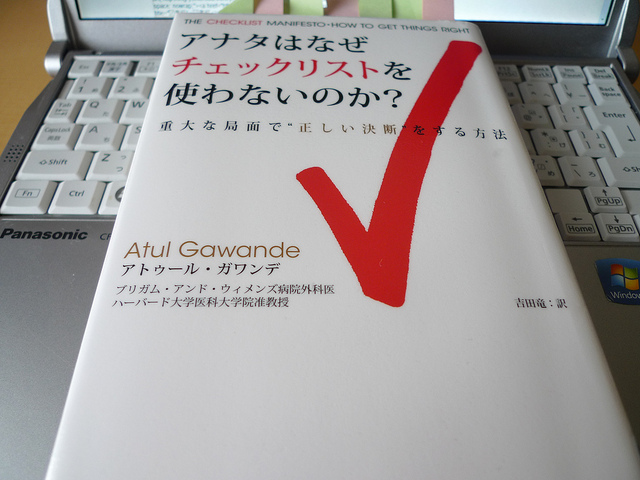 THE CHECKLIST MANIFESTO-HOW TO GET THINGS RIGHT
アナタはなぜ
チェックリストを
使わないのか?
重大な局面で“正しい決断”をする方法
Atul Gawande
アトゥール・ガワンデ
ブリガム・アンド・ウィメンズ病院外科医
ハーバード大学医科大学院准教授
吉田竜:訳
Panasonic
Tab
Q
W
A
S
Shift
Z
Fn
Ctrl
Back Space
Enter
PgUp
Home
PgDn
Window